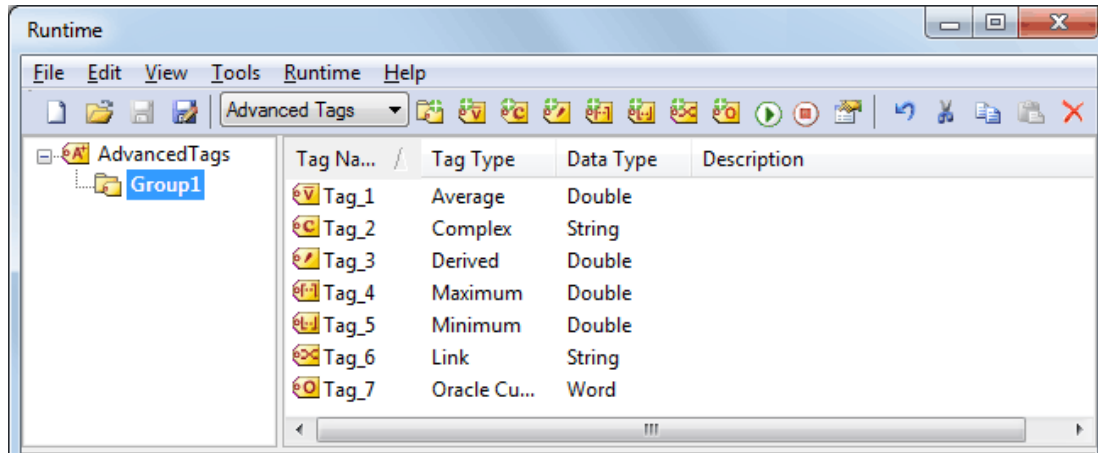 Runtime
File Edit View Tools Runtime Help
Advanced Tags
AdvancedTags
Group1
Tag Na... Tag Type Data Type Description
Tag_1 Average Double
Tag_2 Complex String
Tag_3 Derived Double
Tag_4 Maximum Double
Tag_5 Minimum Double
Tag_6 Link String
Tag_7 Oracle Cu... Word